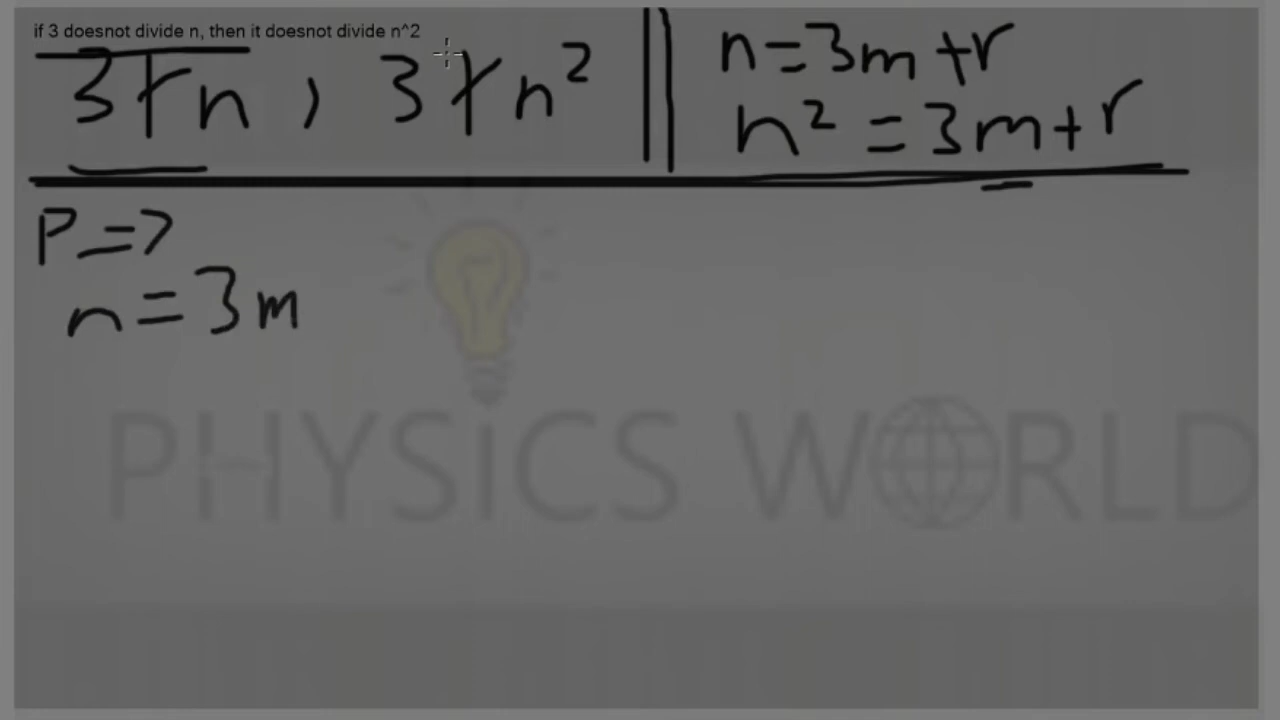 if 3 doesnot divide n, then it doesnot divide n^2
3∤n , 3∤n²
n=3m+r
n²=3m+r
P=>
n=3m
PHYSiCS WORLD